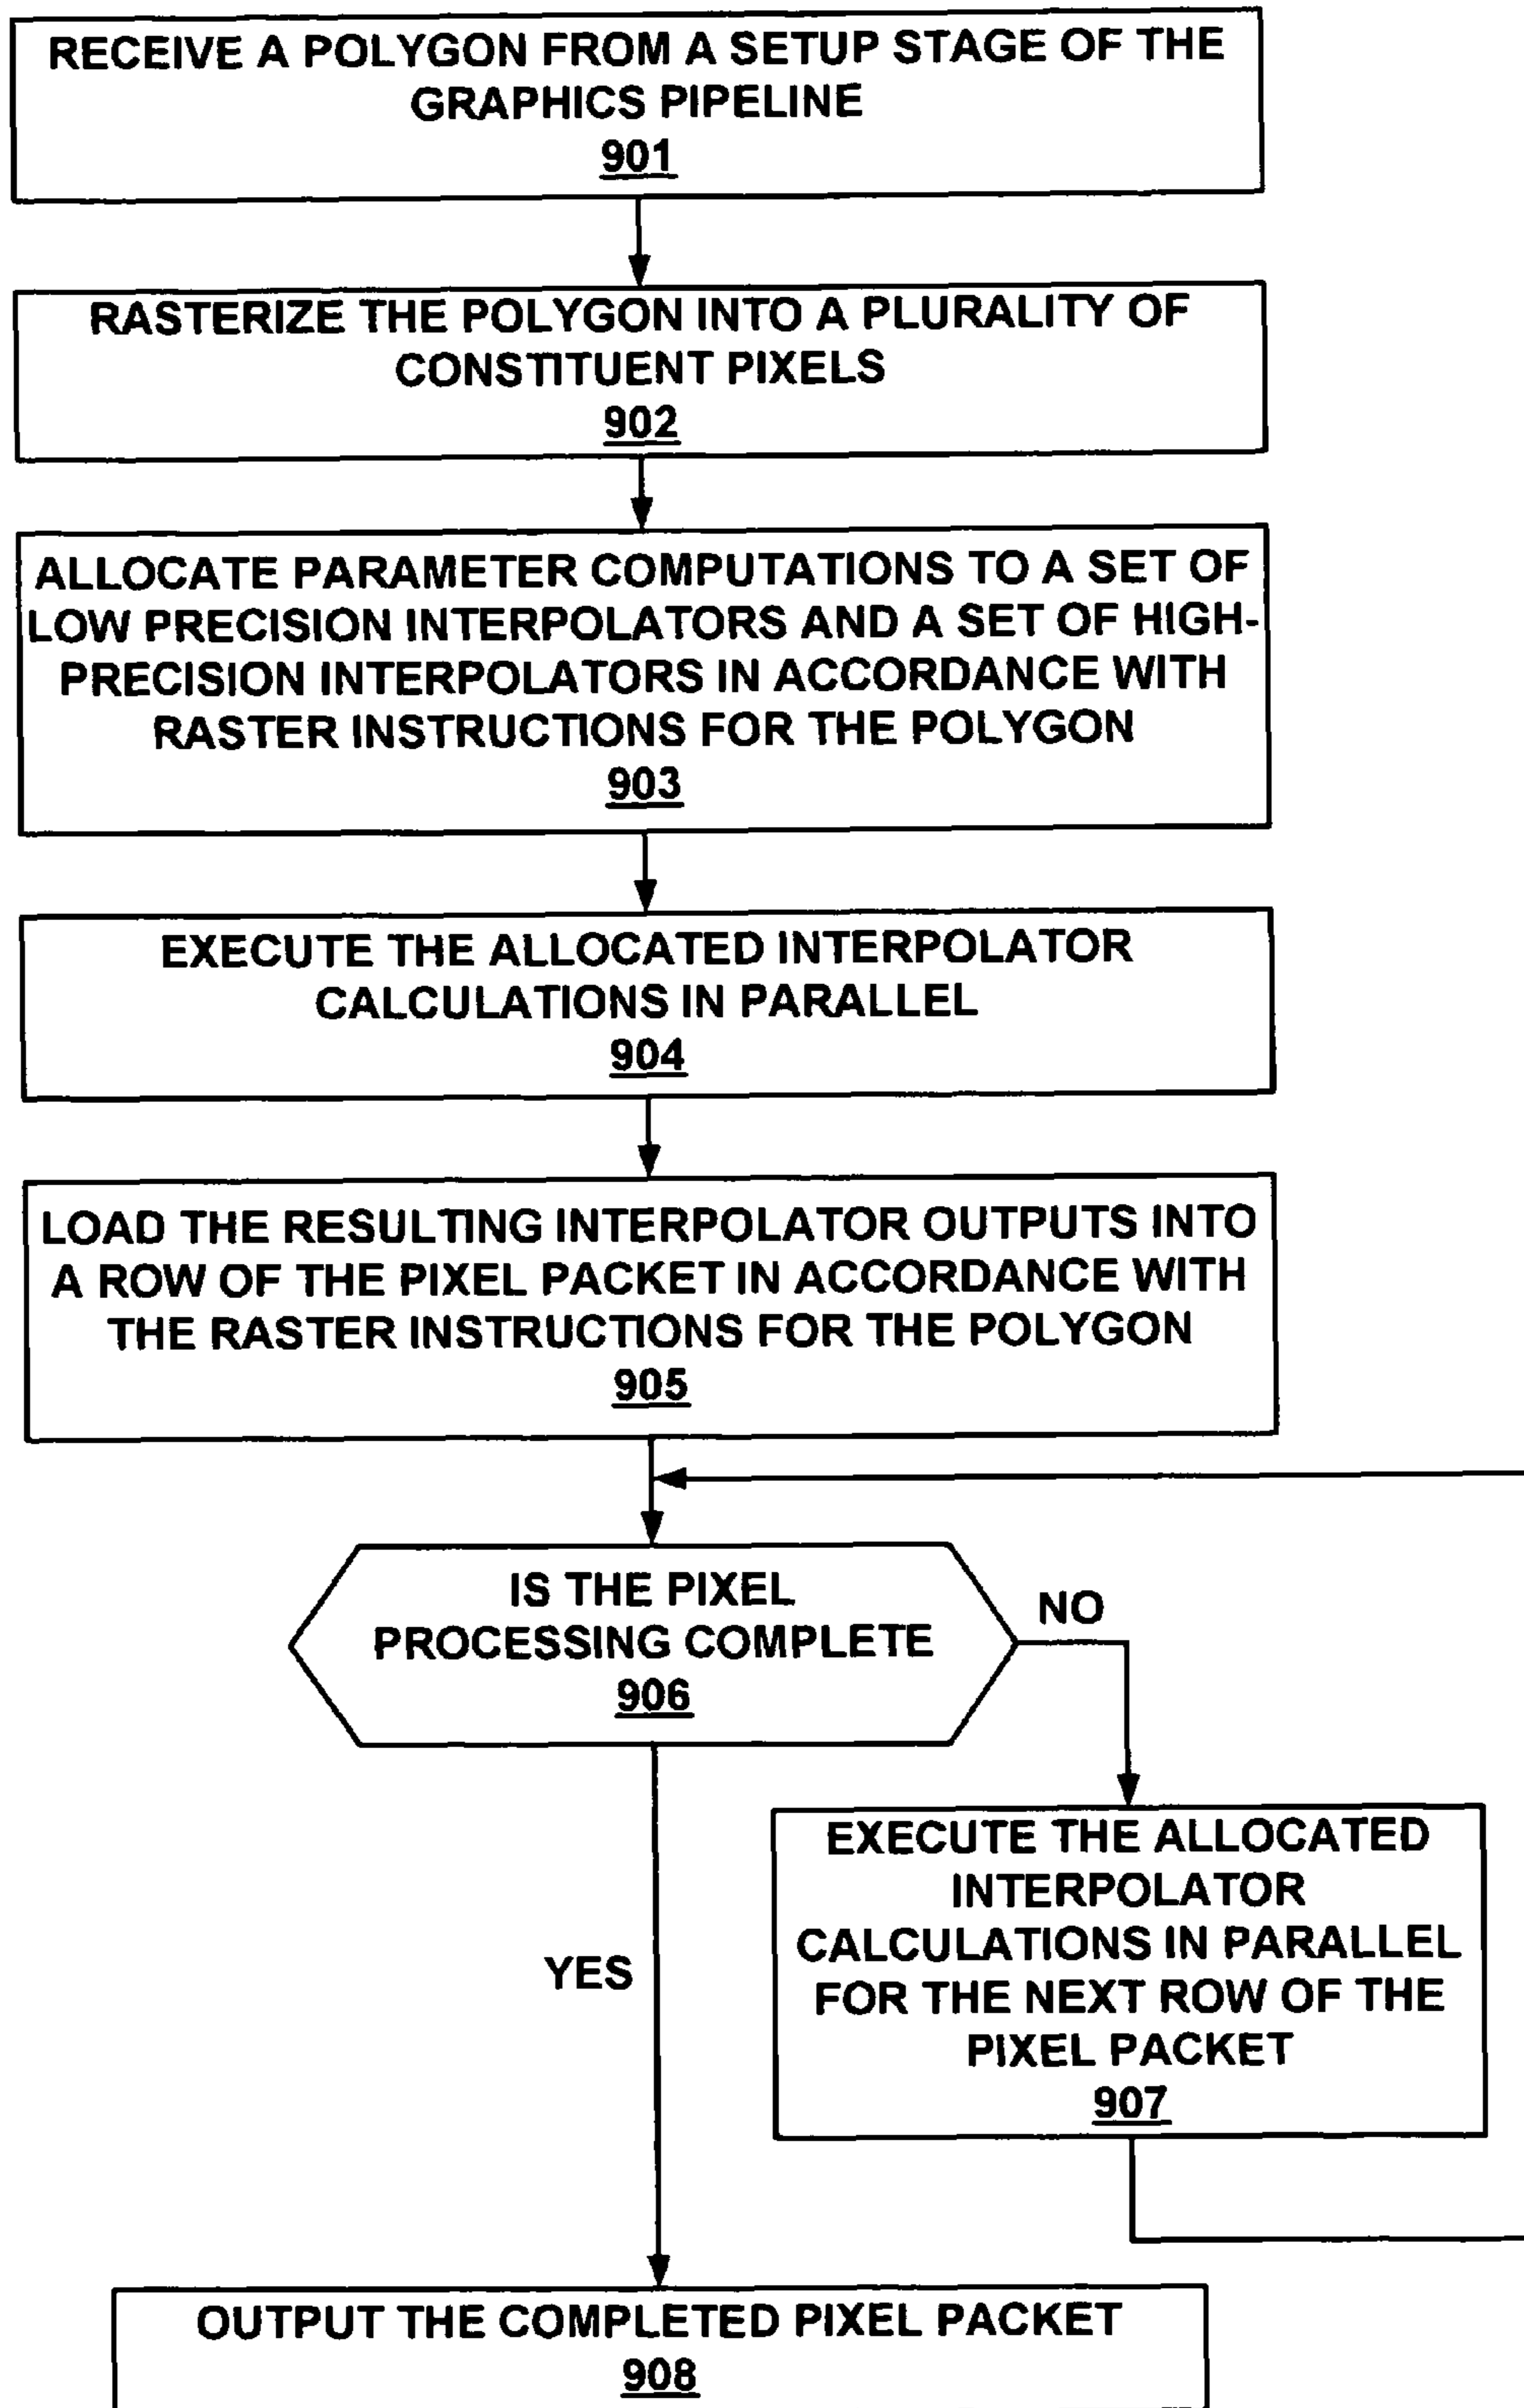 RECEIVE A POLYGON FROM A SETUP STAGE OF THE
GRAPHICS PIPELINE
901
RASTERIZE THE POLYGON INTO A PLURALITY OF
CONSTITUENT PIXELS
902
ALLOCATE PARAMETER COMPUTATIONS TO A SET OF
LOW PRECISION INTERPOLATORS AND A SET OF HIGH-
PRECISION INTERPOLATORS IN ACCORDANCE WITH
RASTER INSTRUCTIONS FOR THE POLYGON
903
EXECUTE THE ALLOCATED INTERPOLATOR
CALCULATIONS IN PARALLEL
904
LOAD THE RESULTING INTERPOLATOR OUTPUTS INTO
A ROW OF THE PIXEL PACKET IN ACCORDANCE WITH
THE RASTER INSTRUCTIONS FOR THE POLYGON
905
IS THE PIXEL
PROCESSING COMPLETE
906
NO
EXECUTE THE ALLOCATED
INTERPOLATOR
CALCULATIONS IN PARALLEL
FOR THE NEXT ROW OF THE
PIXEL PACKET
907
YES
OUTPUT THE COMPLETED PIXEL PACKET
908